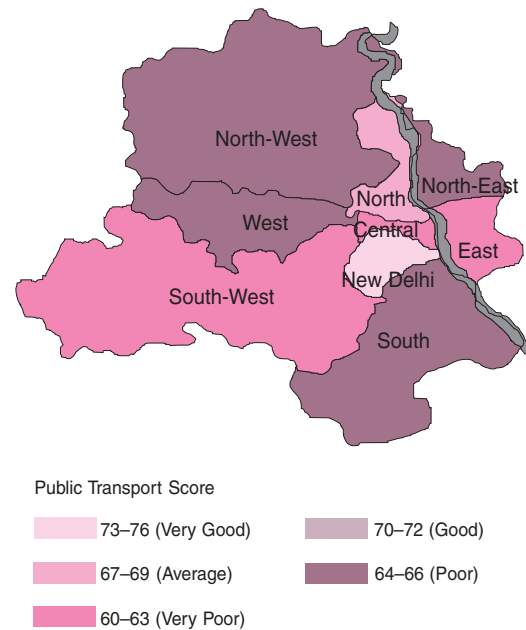 North-West
North-East
North
West
Central
East
New Delhi
South-West
South
Public Transport Score
73–76 (Very Good)
70–72 (Good)
67–69 (Average)
64–66 (Poor)
60–63 (Very Poor)